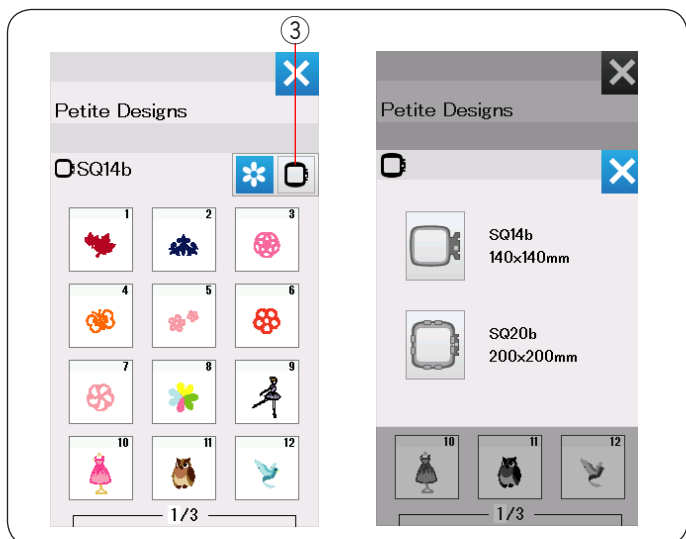 3
Petite Designs
SQ14b
1 2 3
4 5 6
7 8 9
10 11 12
1/3
Petite Designs
SQ14b
140x140mm
SQ20b
200x200mm
10 11 12
1/3